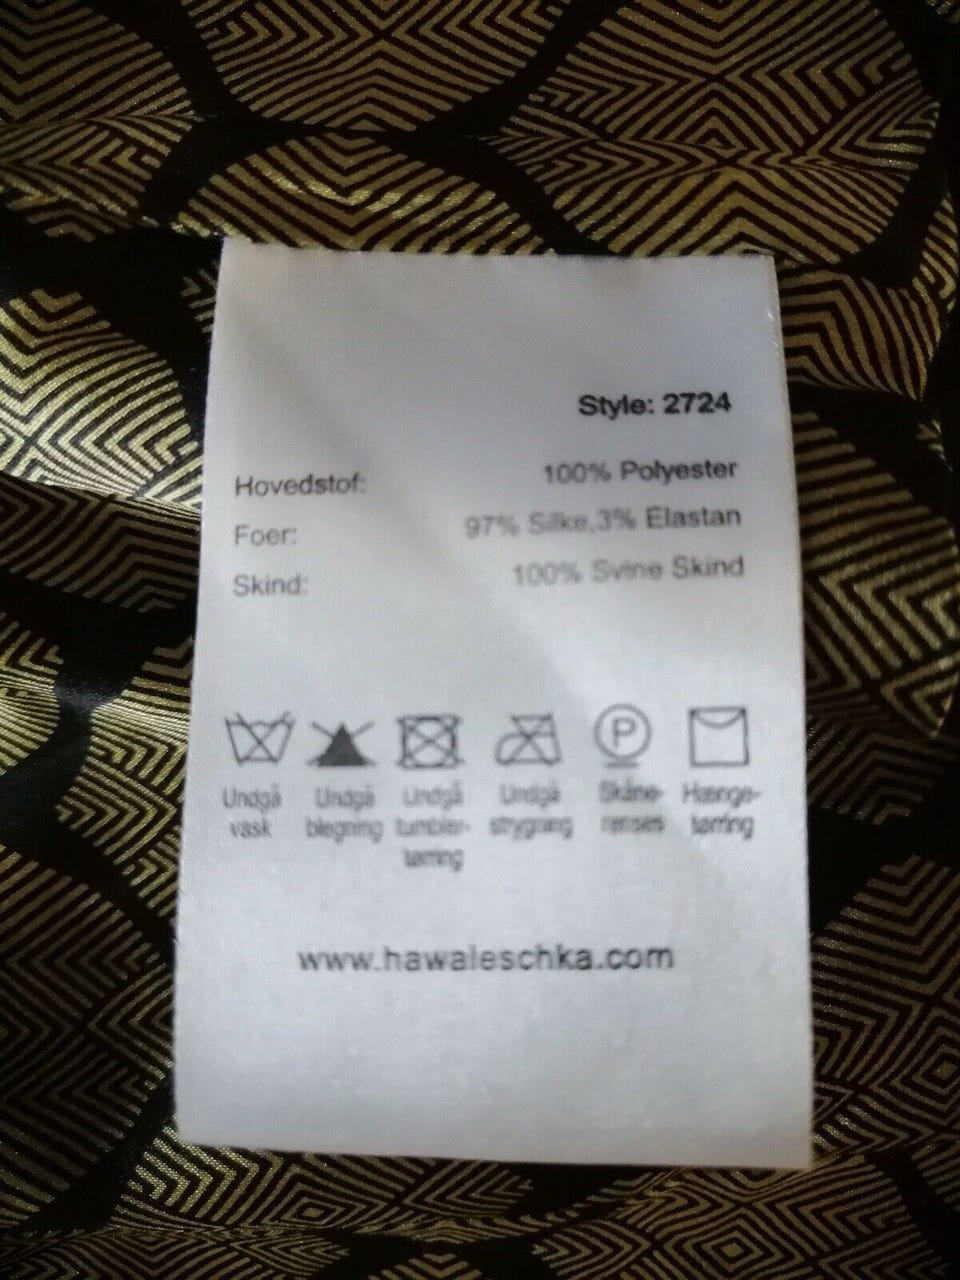 Style: 2724
Hovedstof: 100% Polyester
Foer: 97% Silke,3% Elastan
Skind: 100% Svine Skind
P
Undgå Undgå Undgå Undgå Skåne- Hænge-
vask blegning tumbler- strygning renses tørring
tørring
www.hawaleschka.com